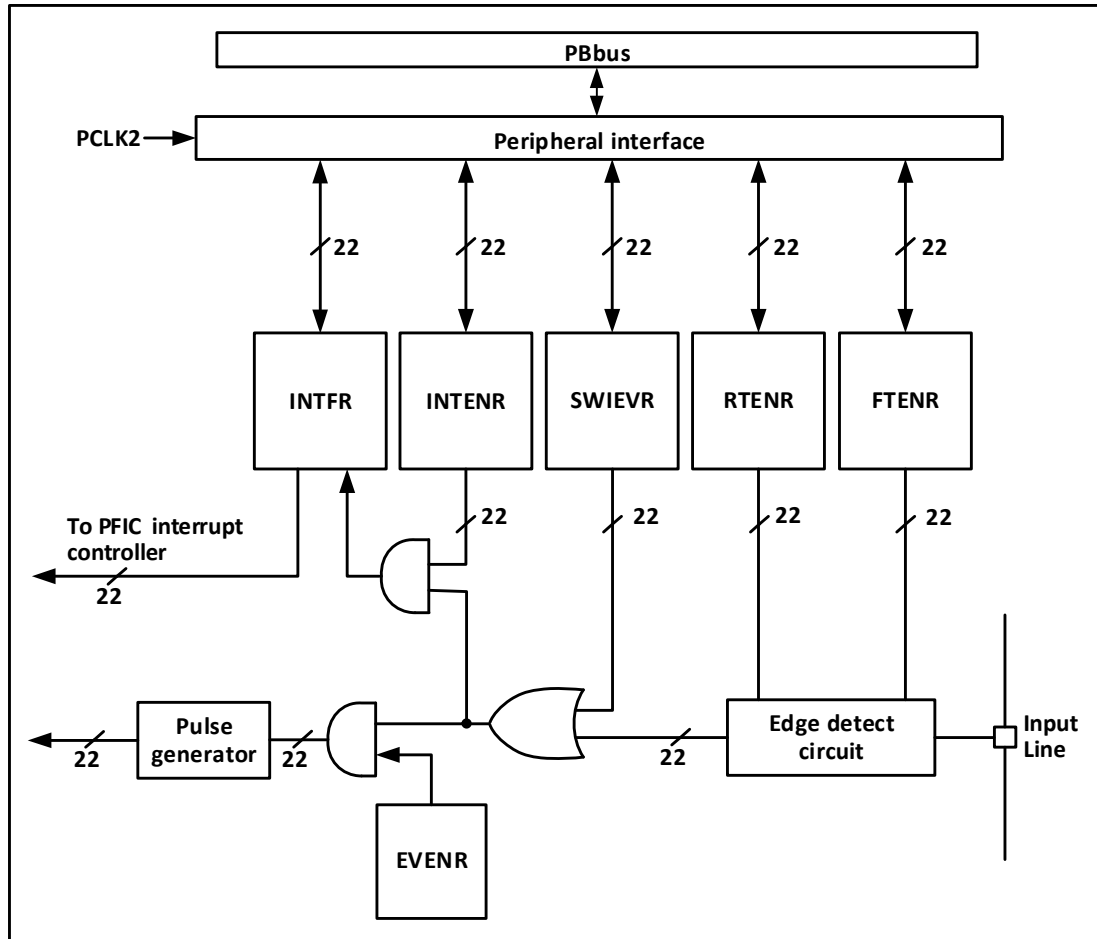 PBbus
PCLK2
Peripheral interface
22
22
22
22
22
INTFR
INTENR
SWIEVR
RTENR
FTENR
22
22
22
22
To PFIC interrupt
controller
22
Pulse
generator
22
22
22
Edge detect
circuit
Input
Line
EVENR